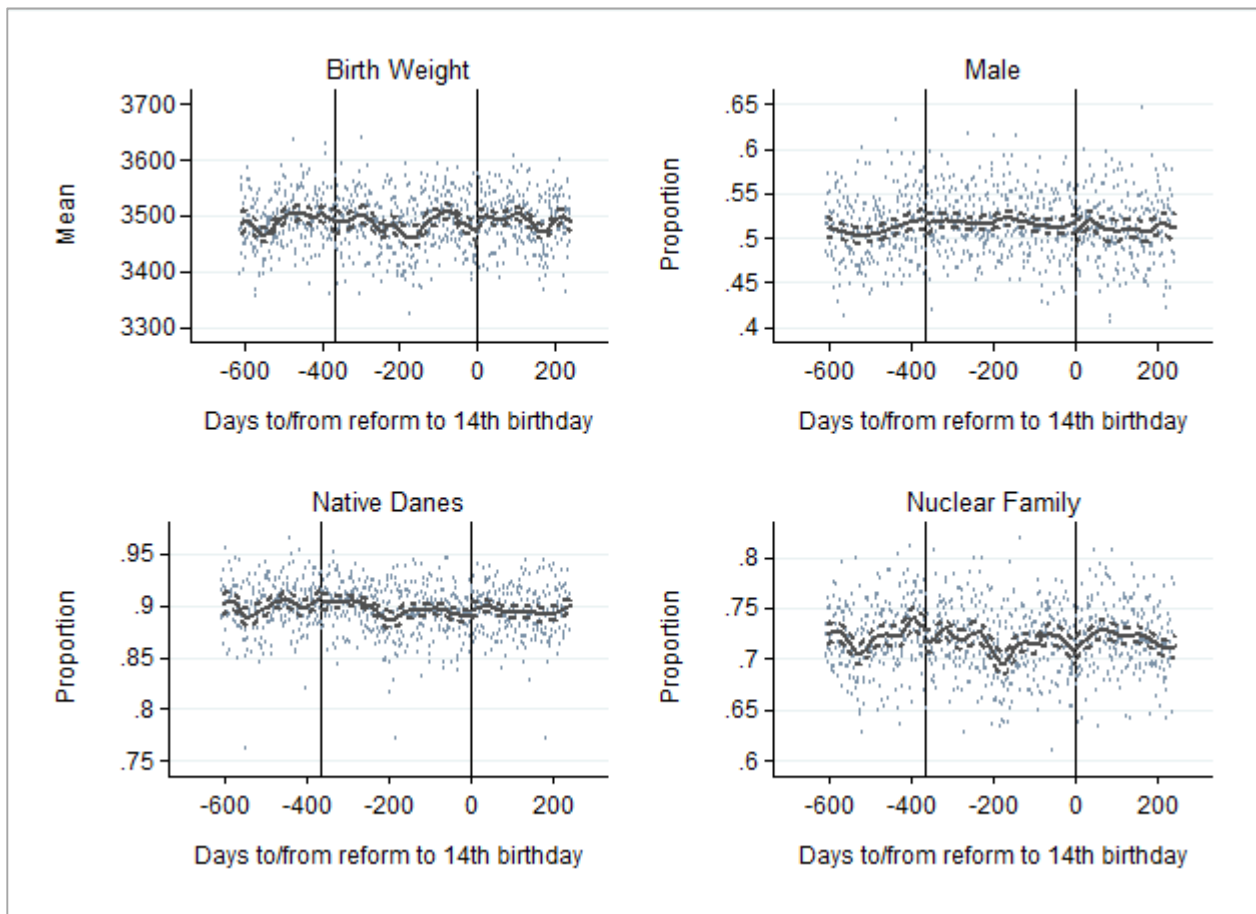 Birth Weight
3700
3600
3500
3400
3300
Mean
-600 -400 -200 0 200
Days to/from reform to 14th birthday
Male
.65
.6
.55
.5
.45
.4
Proportion
-600 -400 -200 0 200
Days to/from reform to 14th birthday
Native Danes
.95
.9
.85
.8
.75
Proportion
-600 -400 -200 0 200
Days to/from reform to 14th birthday
Nuclear Family
.8
.75
.7
.65
.6
Proportion
-600 -400 -200 0 200
Days to/from reform to 14th birthday